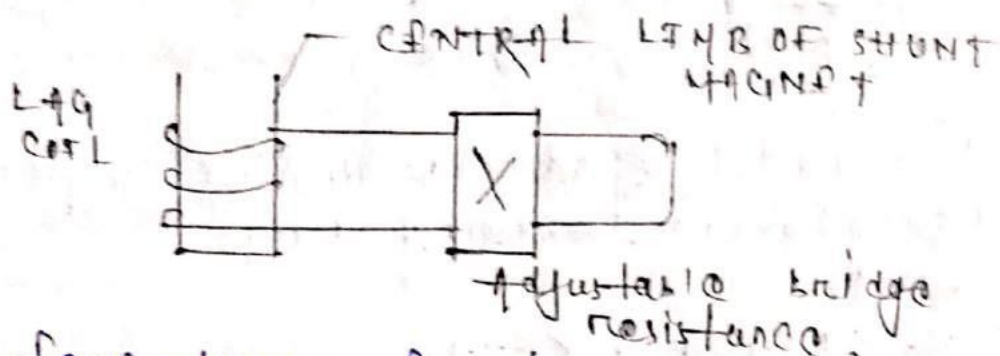 CENTRAL LIMB OF SHUNT
MAGNET
LAG
COIL
X
Adjustable bridge
resistance